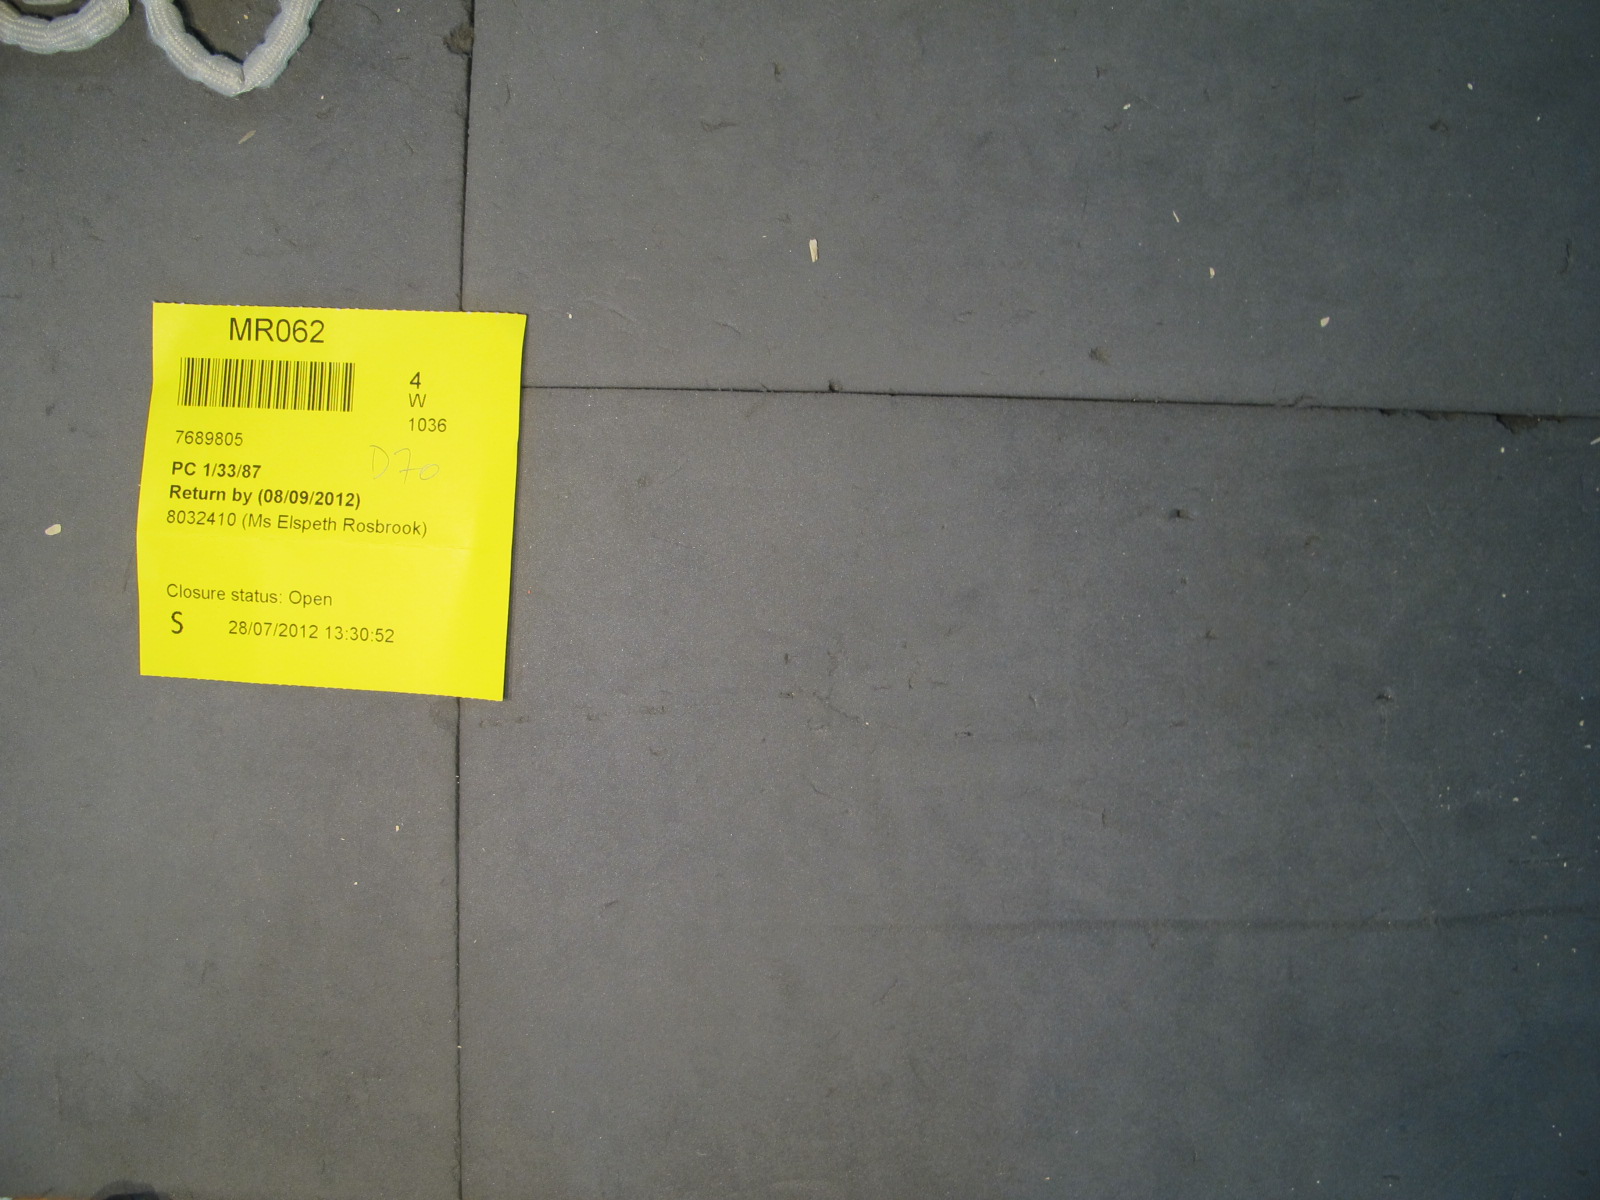 MR062
4
W
1036
7689805
D70
PC 1/33/87
Return by (08/09/2012)
8032410 (Ms Elspeth Rosbrook)
Closure status: Open
S 28/07/2012 13:30:52